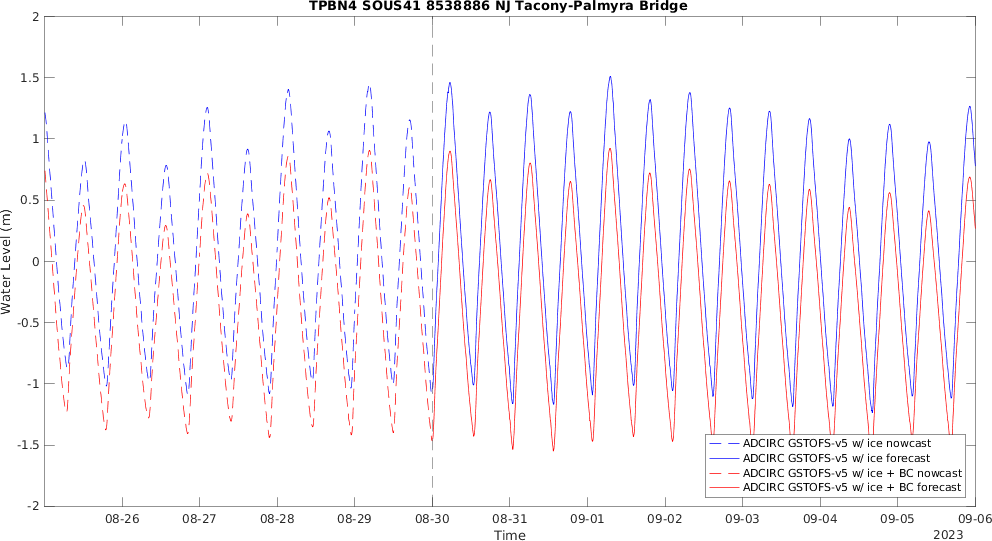 TPBN4 SOUS41 8538886 NJ Tacony-Palmyra Bridge
Water Level (m)
2
1.5
1
0.5
0
-0.5
-1
-1.5
-2
ADCIRC GSTOFS-v5 w/ ice nowcast
ADCIRC GSTOFS-v5 w/ ice forecast
ADCIRC GSTOFS-v5 w/ ice + BC nowcast
ADCIRC GSTOFS-v5 w/ ice + BC forecast
08-26 08-27 08-28 08-29 08-30 08-31 09-01 09-02 09-03 09-04 09-05 09-06
Time
2023